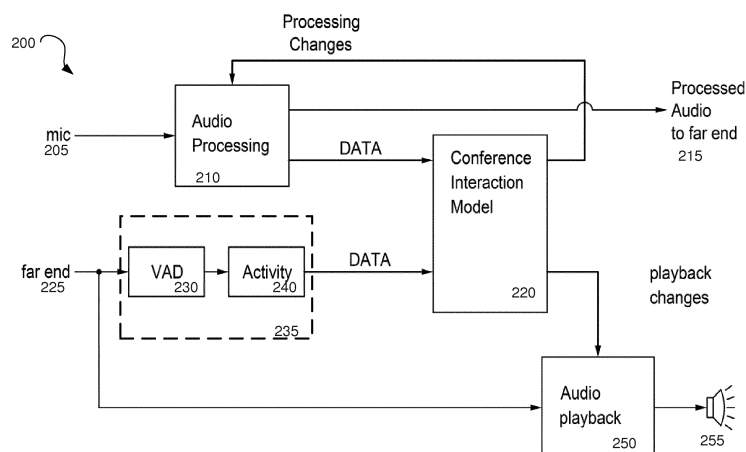 Processing
Changes
200
Processed
Audio
to far end
215
mic
205
Audio
Processing
210
DATA
Conference
Interaction
Model
220
far end
225
VAD
230
Activity
240
235
DATA
playback
changes
Audio
playback
250
255